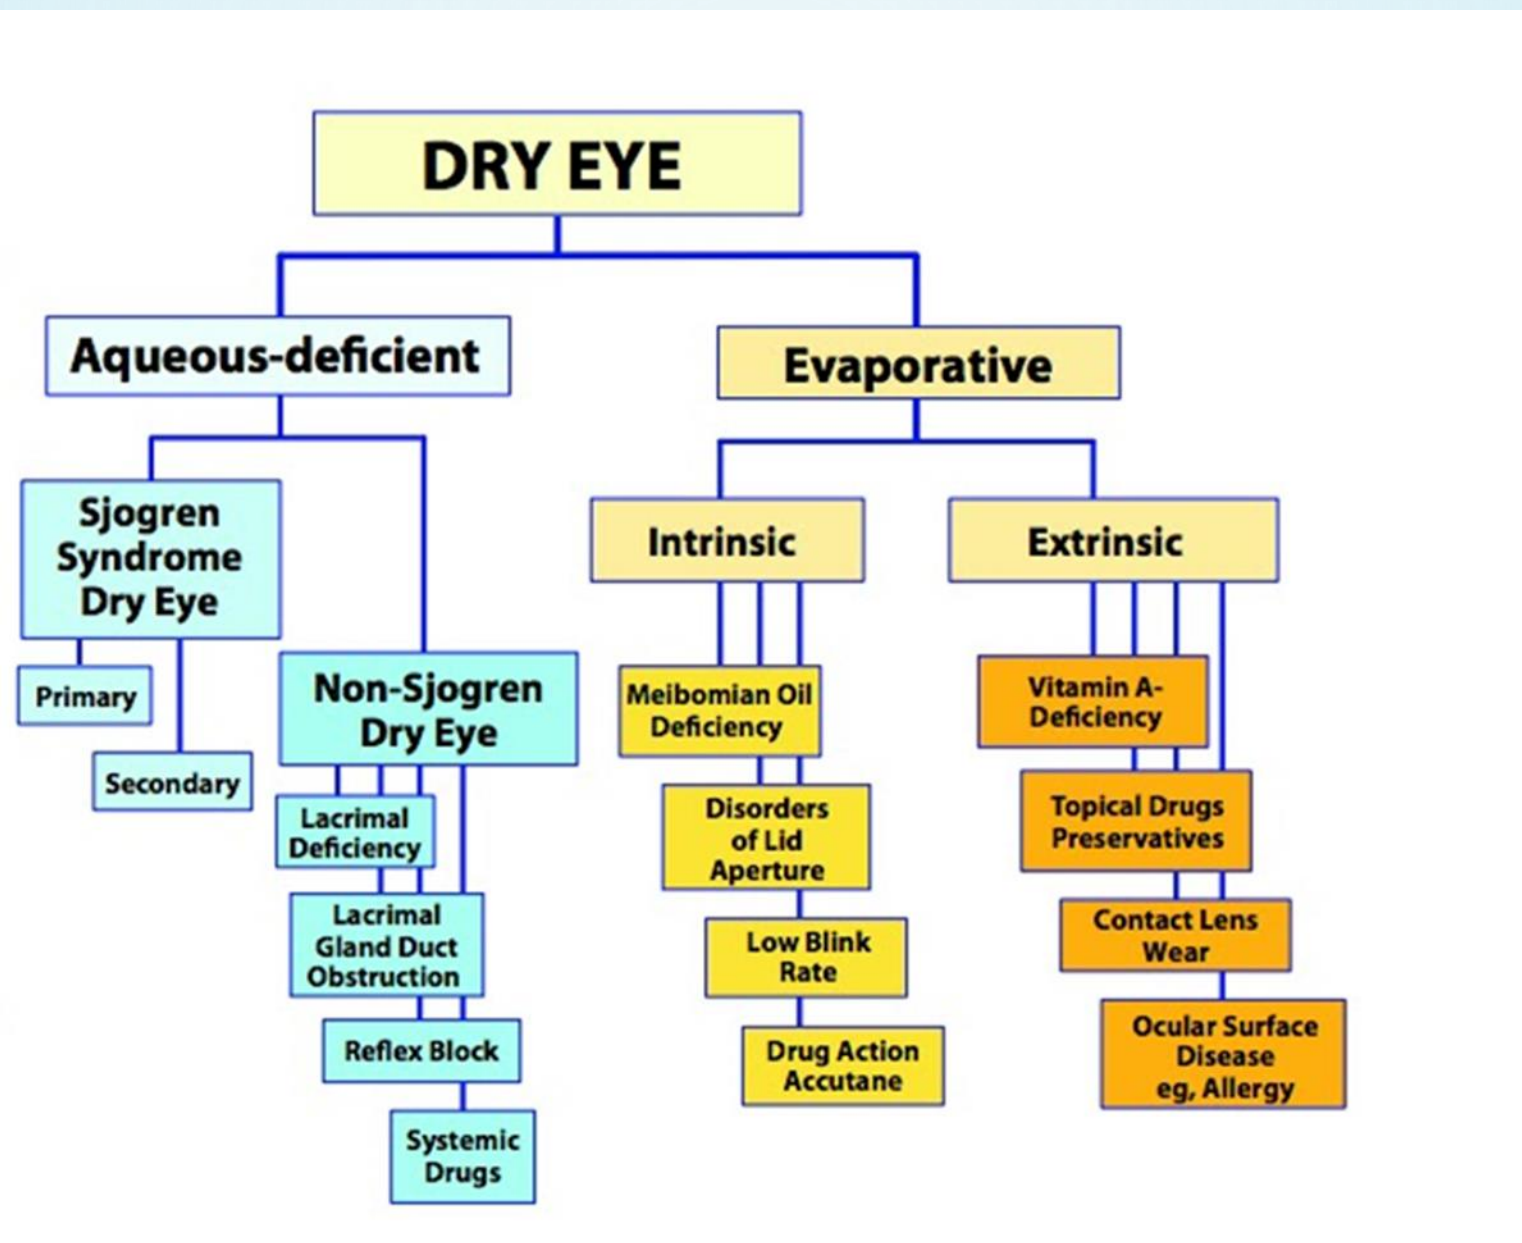 DRY EYE
Aqueous-deficient
Evaporative
Sjogren
Syndrome
Dry Eye
Intrinsic
Extrinsic
Primary
Secondary
Non-Sjogren
Dry Eye
Lacrimal
Deficiency
Lacrimal
Gland Duct
Obstruction
Reflex Block
Systemic
Drugs
Meibomian Oil
Deficiency
Disorders
of Lid
Aperture
Low Blink
Rate
Drug Action
Accutane
Vitamin A-
Deficiency
Topical Drugs
Preservatives
Contact Lens
Wear
Ocular Surface
Disease
eg, Allergy